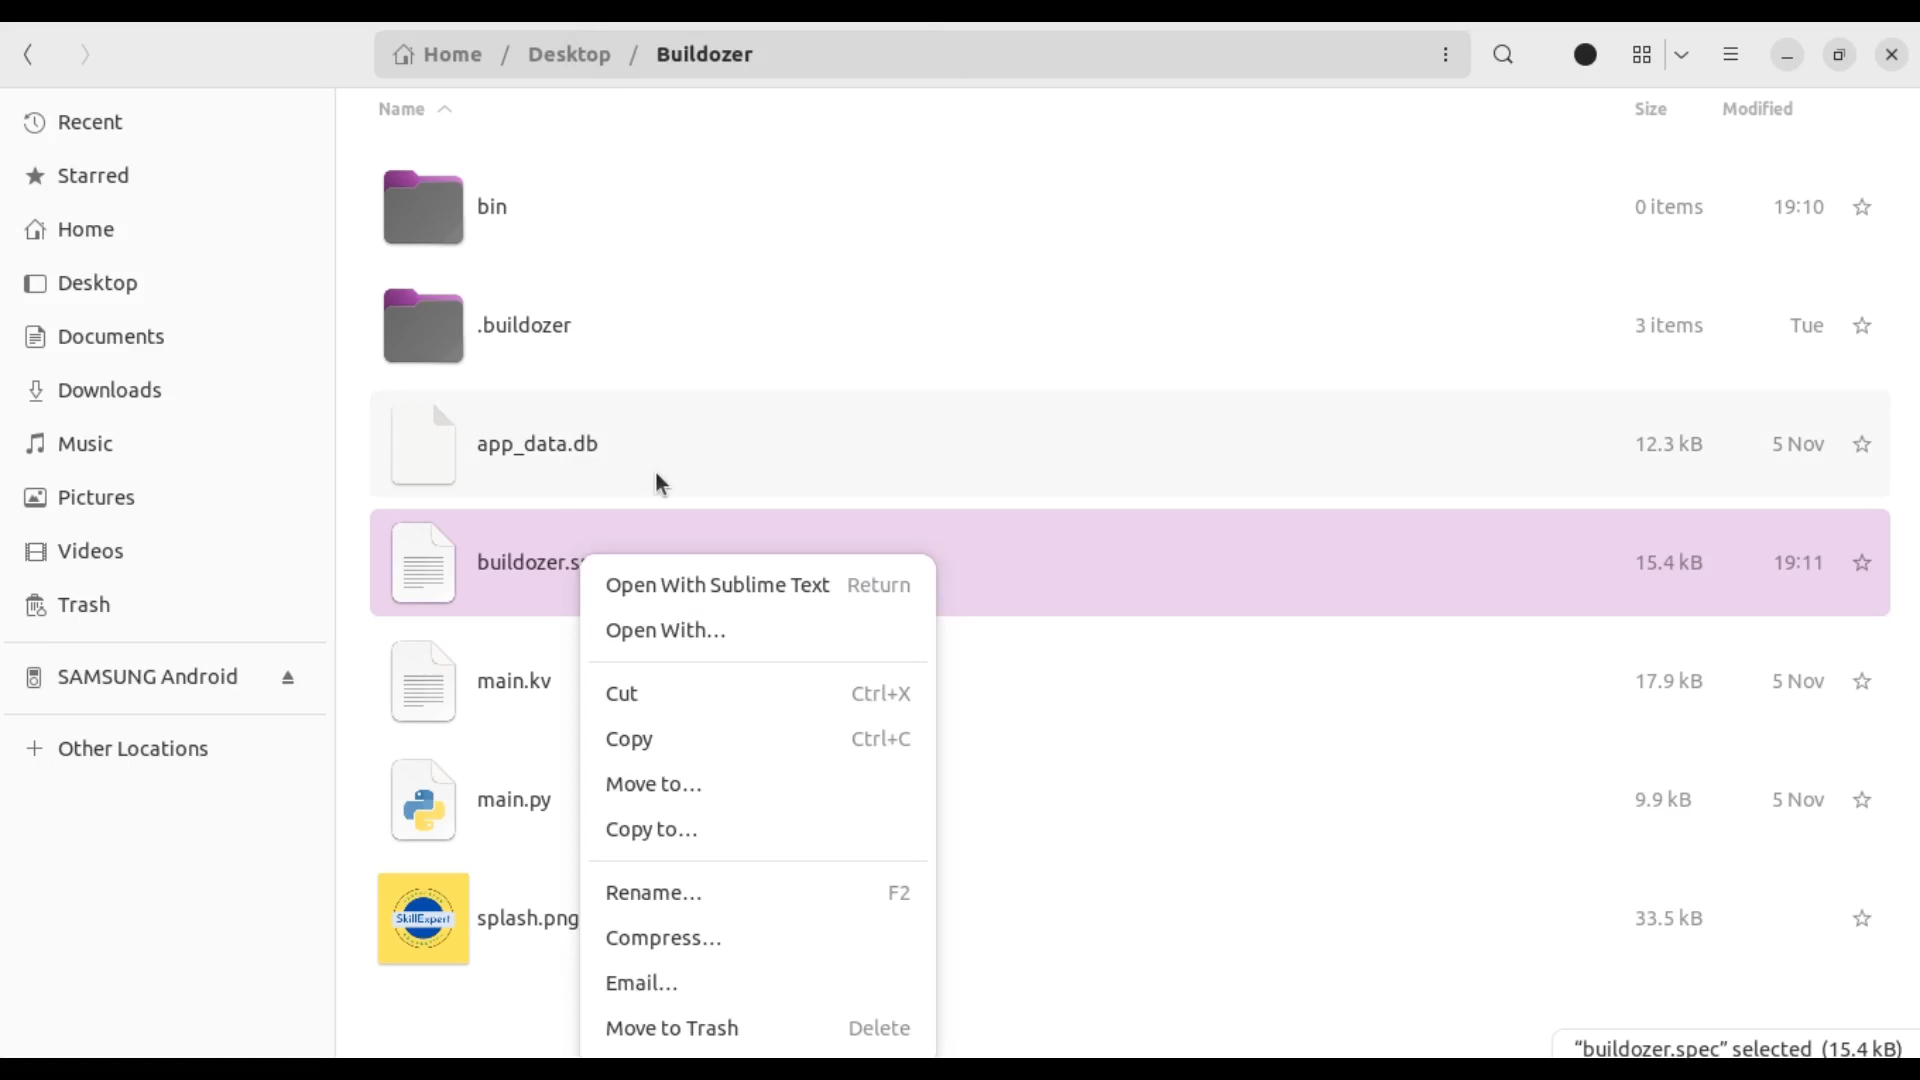 Home / Desktop / Buildozer
Recent
Starred
Home
Desktop
Documents
Downloads
Music
Pictures
Videos
Trash
SAMSUNG Android
+ Other Locations
Name Size Modified
bin 0 items 19:10
.buildozer 3 items Tue
app_data.db 12.3 kB 5 Nov
buildozer.s 15.4 kB 19:11
main.kv 17.9 kB 5 Nov
main.py 9.9 kB 5 Nov
SkillExpert
splash.png 33.5 kB
Open With Sublime Text Return
Open With...
Cut Ctrl+X
Copy Ctrl+C
Move to...
Copy to...
Rename... F2
Compress...
Email...
Move to Trash Delete
"buildozer.spec" selected (15.4 kB)